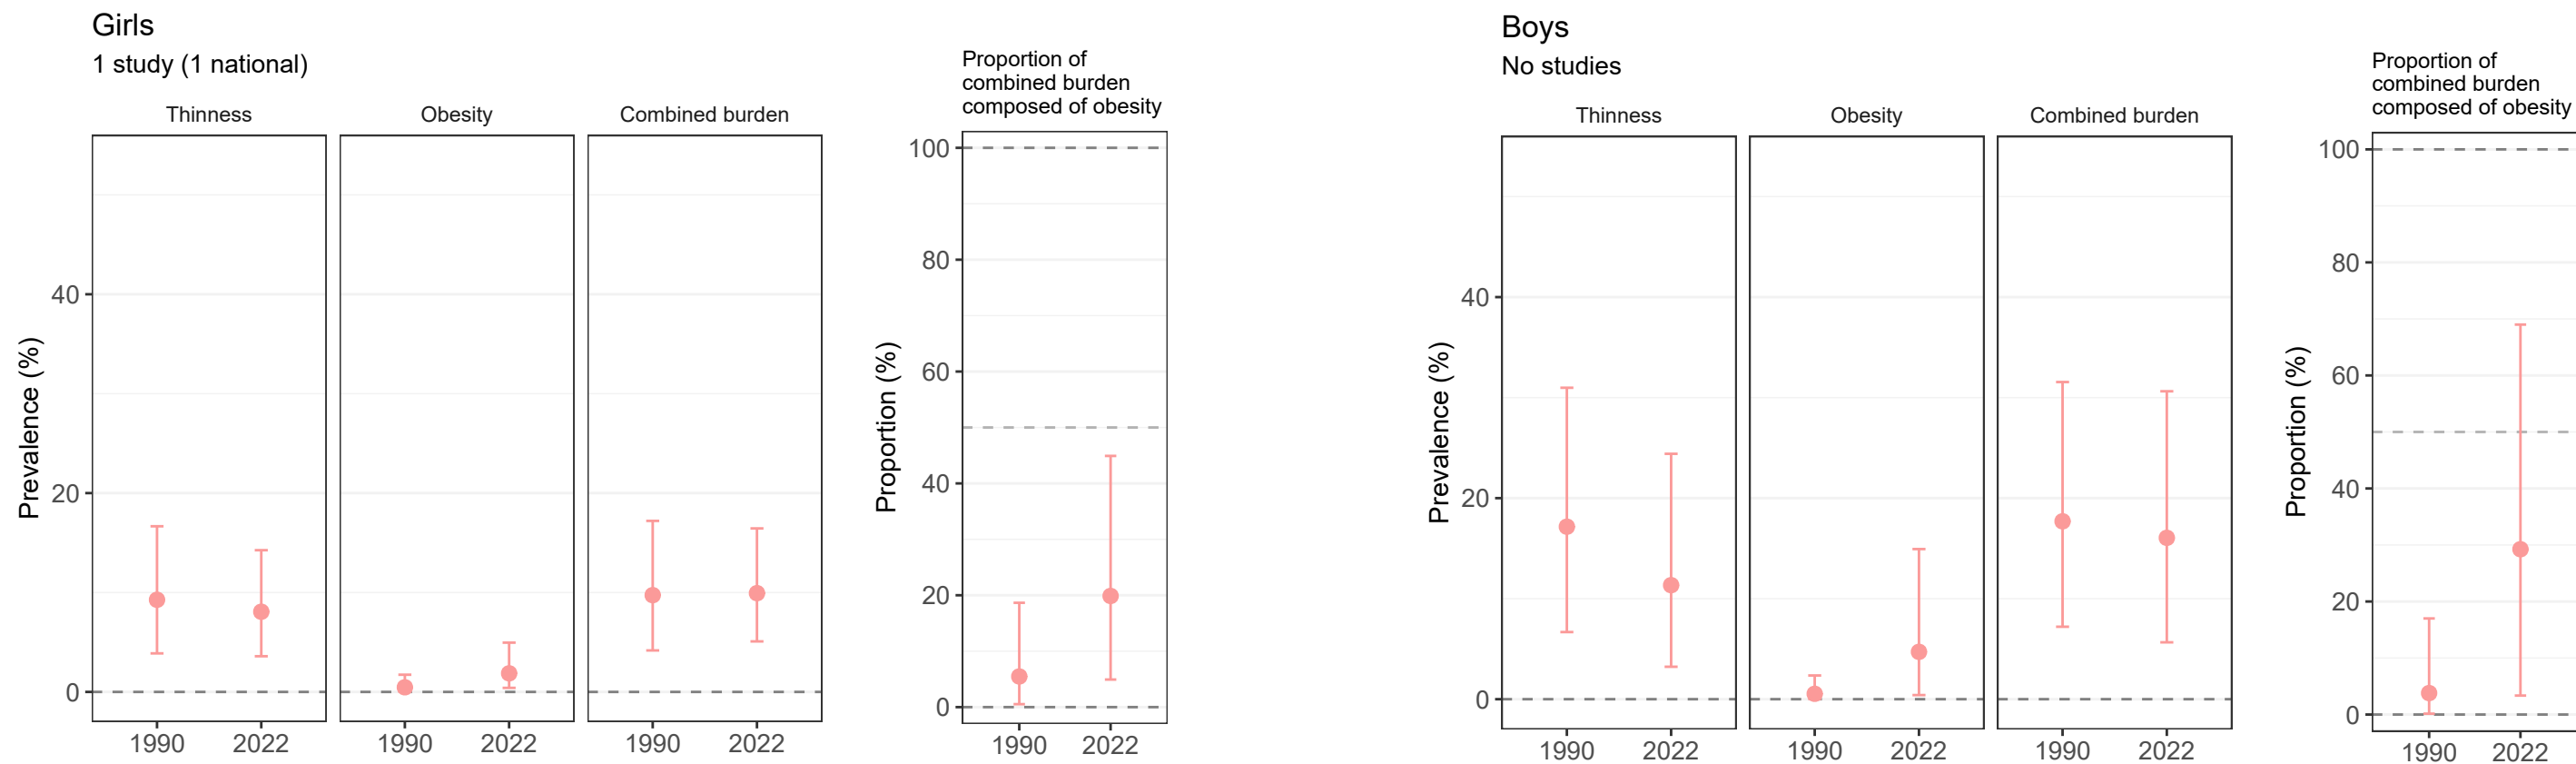 Girls
1 study (1 national)
Thinness
Obesity
Combined burden
Prevalence (%)
40
20
0
1990 2022
1990 2022
1990 2022
Proportion of
combined burden
composed of obesity
Proportion (%)
100
80
60
40
20
0
1990 2022
Boys
No studies
Thinness
Obesity
Combined burden
Prevalence (%)
40
20
0
1990 2022
1990 2022
1990 2022
Proportion of
combined burden
composed of obesity
Proportion (%)
100
80
60
40
20
0
1990 2022